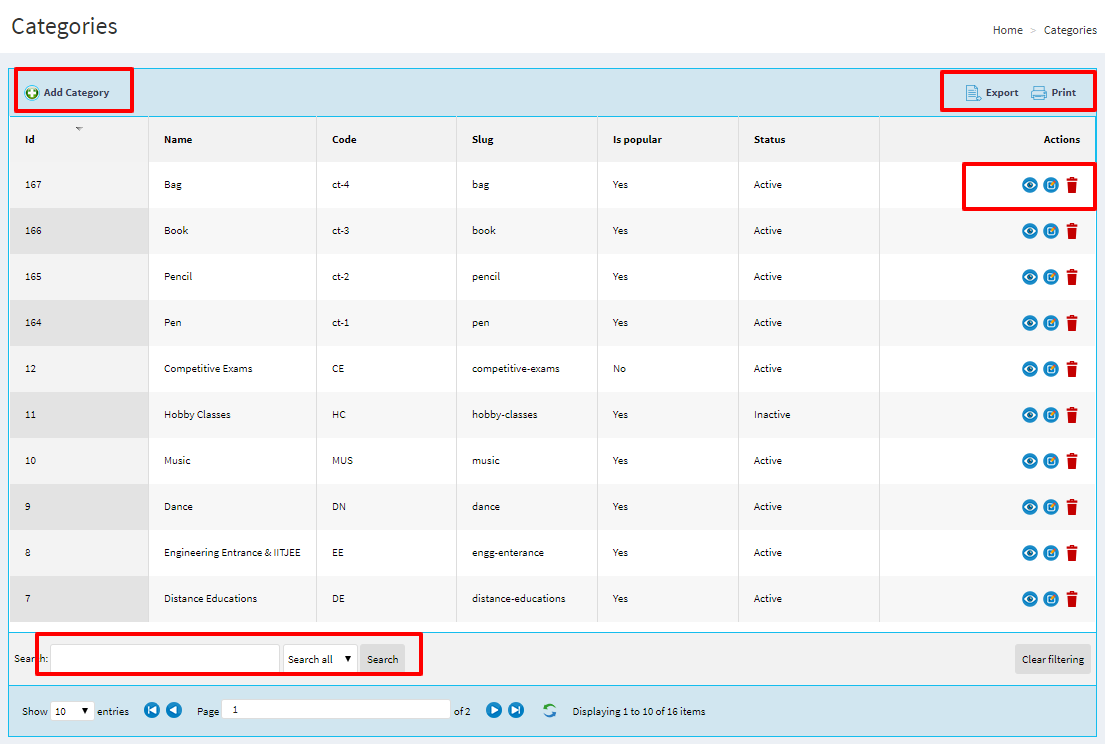 Categories
Home > Categories
Add Category Export Print
Id Name Code Slug Is popular Status Actions
167 Bag ct-4 bag Yes Active
166 Book ct-3 book Yes Active
165 Pencil ct-2 pencil Yes Active
164 Pen ct-1 pen Yes Active
12 Competitive Exams CE competitive-exams No Active
11 Hobby Classes HC hobby-classes Yes Inactive
10 Music MUS music Yes Active
9 Dance DN dance Yes Active
8 Engineering Entrance & IITJEE EE engg-enterance Yes Active
7 Distance Educations DE distance-educations Yes Active
Search: Search all Search Clear filtering
Show 10 entries Page 1 of 2 Displaying 1 to 10 of 16 items